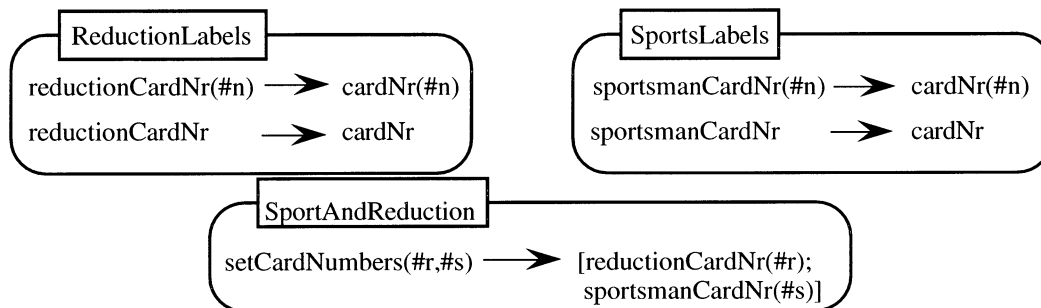 ReductionLabels
reductionCardNr(#n) cardNr(#n)
reductionCardNr cardNr
SportsLabels
sportsmanCardNr(#n) cardNr(#n)
sportsmanCardNr cardNr
SportAndReduction
setCardNumbers(#r,#s) [reductionCardNr(#r);
sportsmanCardNr(#s)]